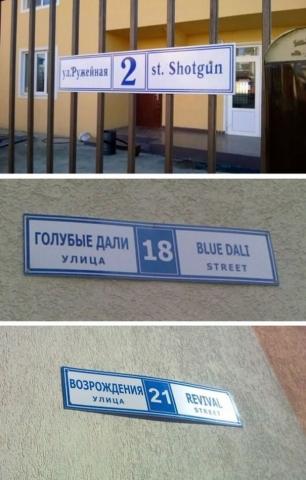 ул.Ружейная 2 st. Shotgun
ГОЛУБЫЕ ДАЛИ 18 BLUE DALI
УЛИЦА STREET
ВОЗРОЖДЕНИЯ 21 REVIVAL
УЛИЦА STREET